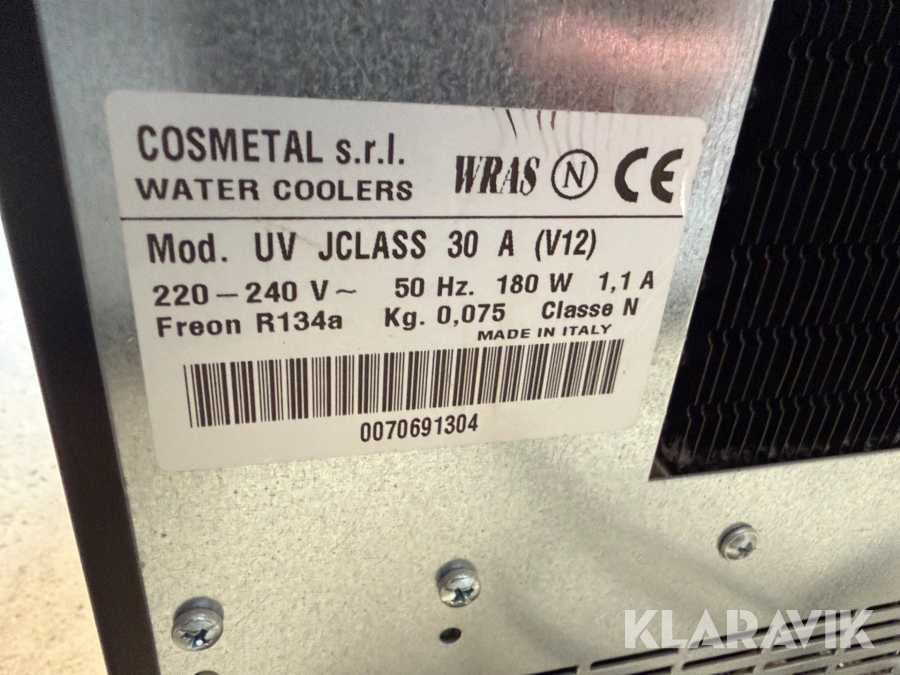 COSMETAL s.r.l.
WATER COOLERS
WRAS N CE
Mod. UV JCLASS 30 A (V12)
220-240 V~ 50 Hz. 180 W 1,1 A
Freon R134a Kg. 0,075 Classe N
MADE IN ITALY
0070691304
KLARAVIK